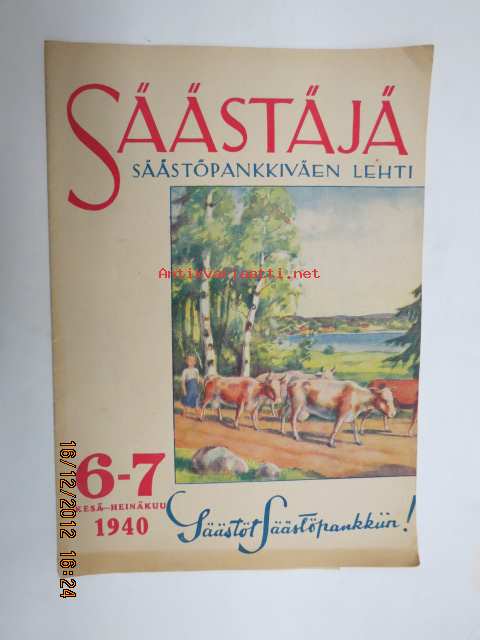 SÄÄSTÄJÄ
SÄÄSTÖPANKKIVÄEN LEHTI
Antikvariaatti.net
6-7
KESÄ—HEINÄKUU
1940
Säästöt Säästöpankkiin!
16/12/2012 16:24